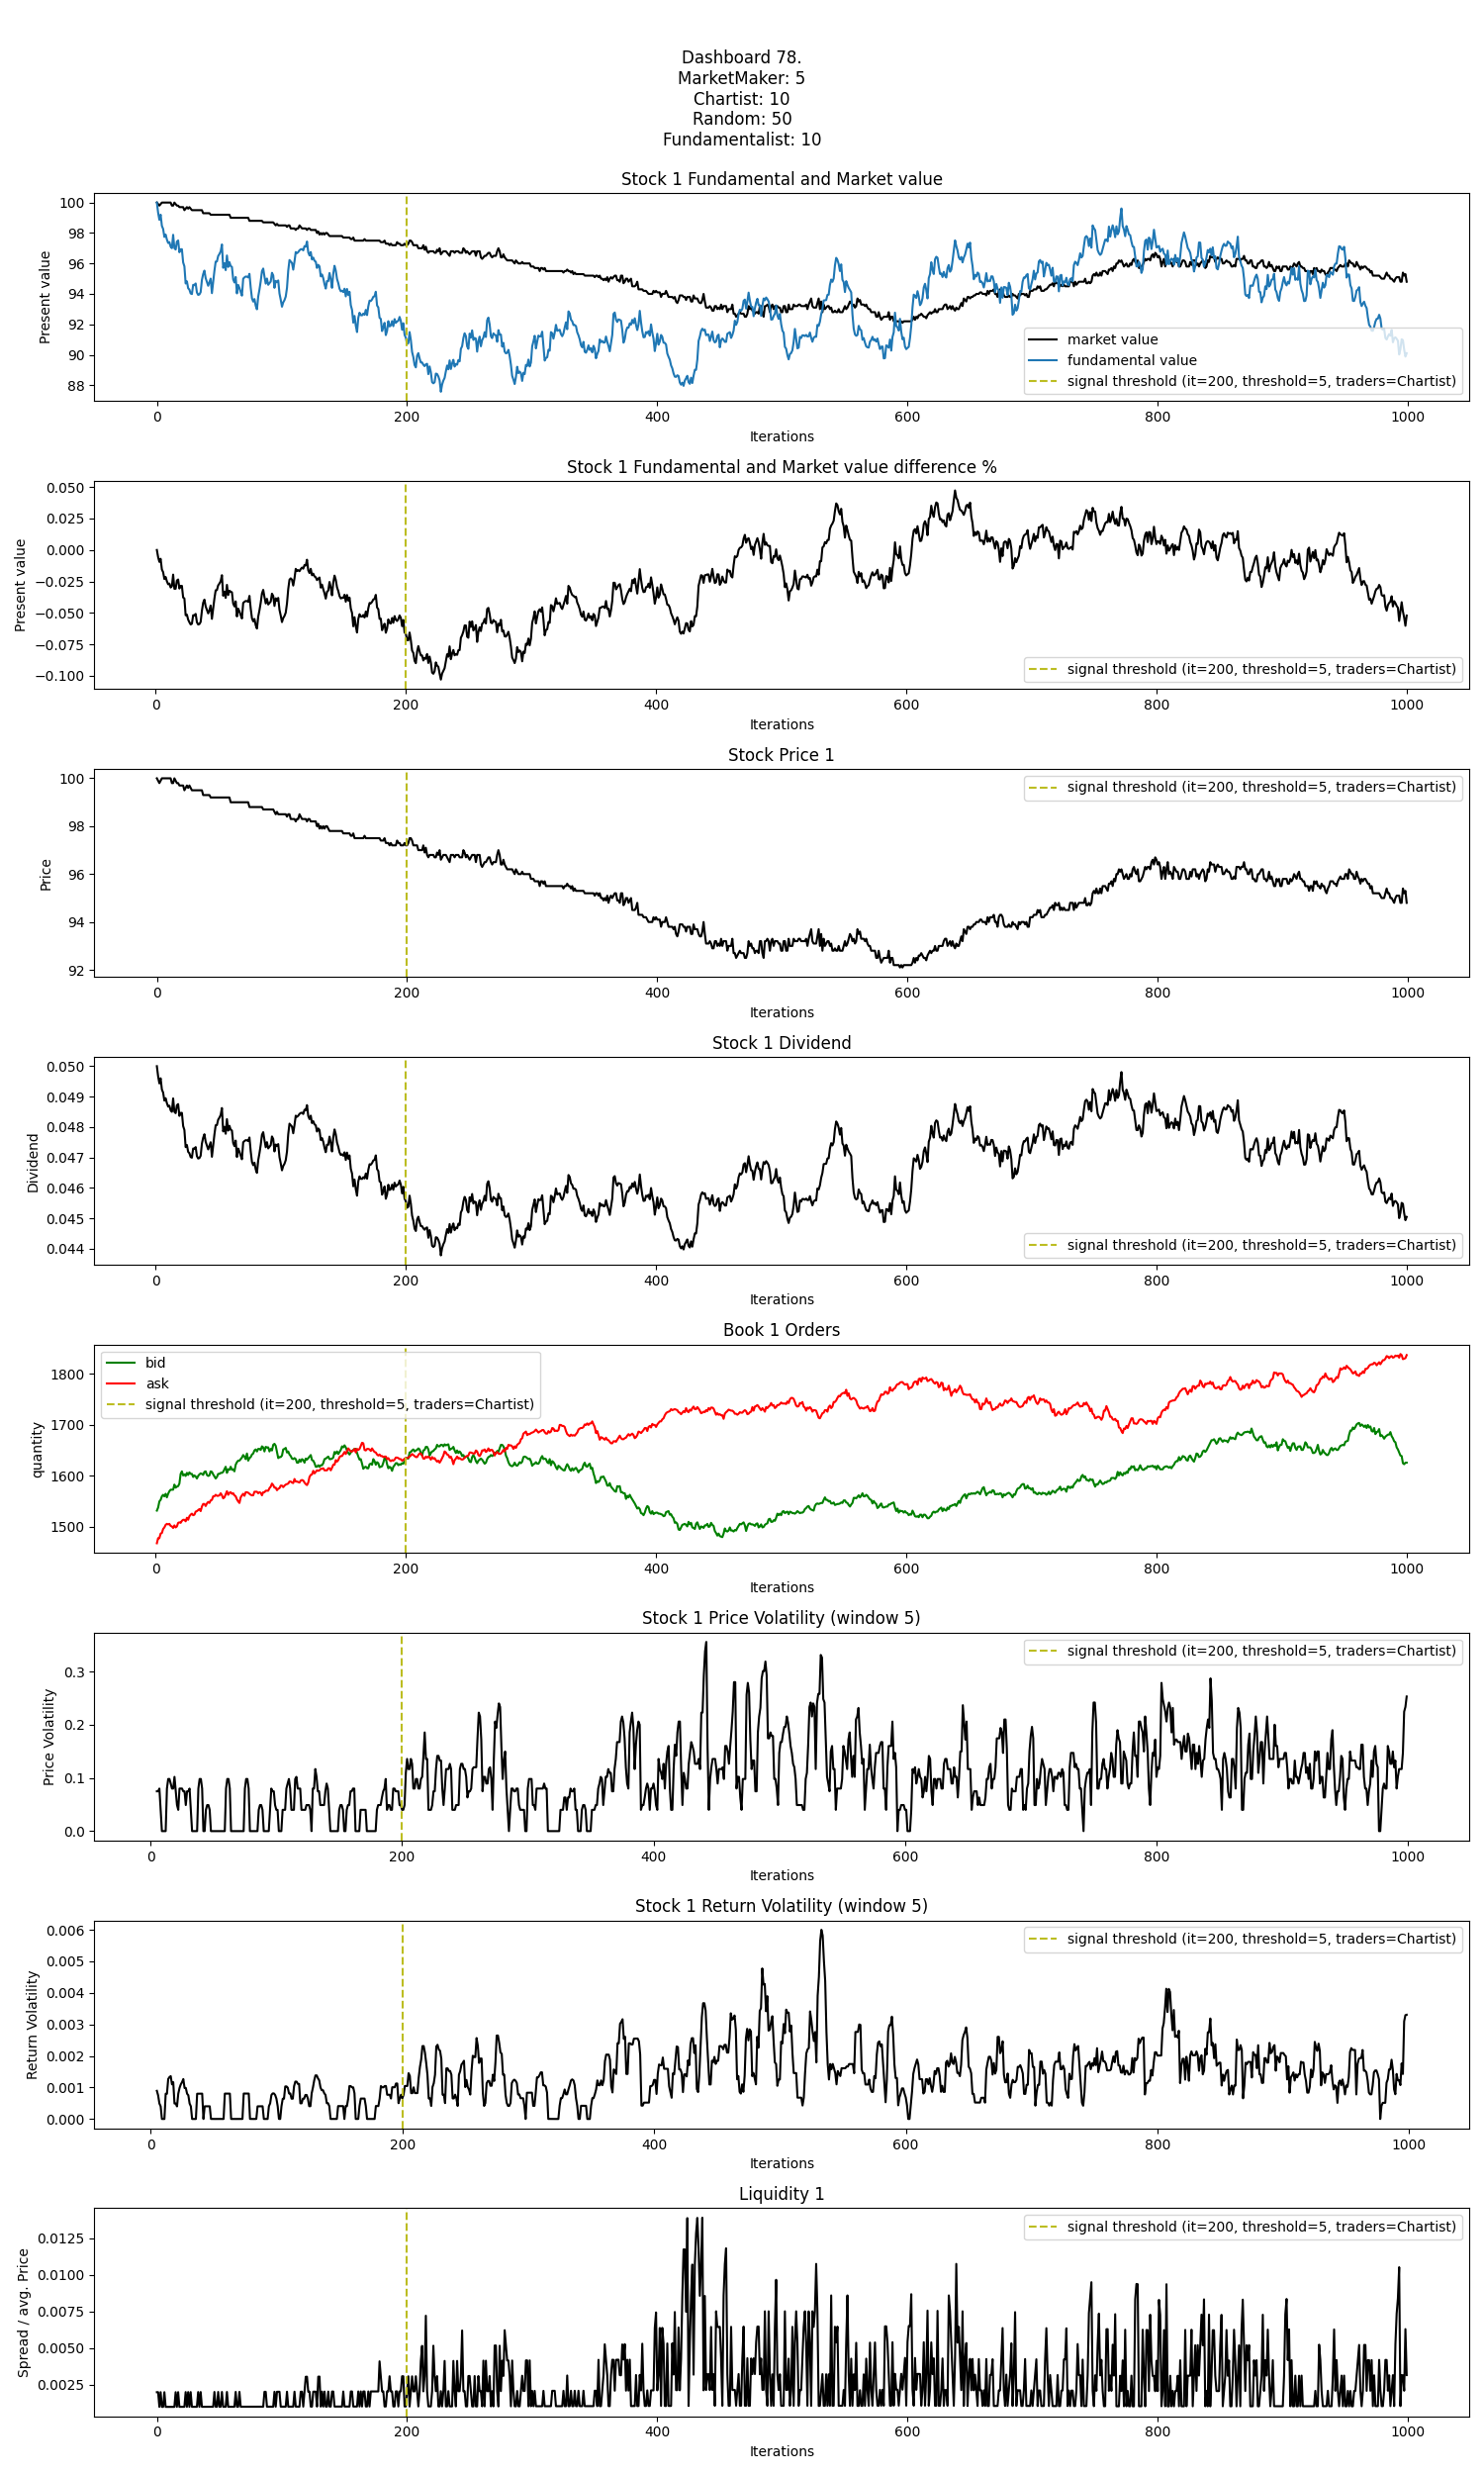 Dashboard 78.
MarketMaker: 5
Chartist: 10
Random: 50
Fundamentalist: 10
Stock 1 Fundamental and Market value
Present value
100
98
96
94
92
90
88
market value
fundamental value
signal threshold (it=200, threshold=5, traders=Chartist)
0 200 400 600 800 1000
Iterations
Stock 1 Fundamental and Market value difference %
Present value
0.050
0.025
0.000
−0.025
−0.050
−0.075
−0.100
signal threshold (it=200, threshold=5, traders=Chartist)
0 200 400 600 800 1000
Iterations
Stock Price 1
Price
100
98
96
94
92
signal threshold (it=200, threshold=5, traders=Chartist)
0 200 400 600 800 1000
Iterations
Stock 1 Dividend
Dividend
0.050
0.049
0.048
0.047
0.046
0.045
0.044
signal threshold (it=200, threshold=5, traders=Chartist)
0 200 400 600 800 1000
Iterations
Book 1 Orders
quantity
1800
1700
1600
1500
bid
ask
signal threshold (it=200, threshold=5, traders=Chartist)
0 200 400 600 800 1000
Iterations
Stock 1 Price Volatility (window 5)
Price Volatility
0.3
0.2
0.1
0.0
signal threshold (it=200, threshold=5, traders=Chartist)
0 200 400 600 800 1000
Iterations
Stock 1 Return Volatility (window 5)
Return Volatility
0.006
0.005
0.004
0.003
0.002
0.001
0.000
signal threshold (it=200, threshold=5, traders=Chartist)
0 200 400 600 800 1000
Iterations
Liquidity 1
Spread / avg. Price
0.0125
0.0100
0.0075
0.0050
0.0025
signal threshold (it=200, threshold=5, traders=Chartist)
0 200 400 600 800 1000
Iterations